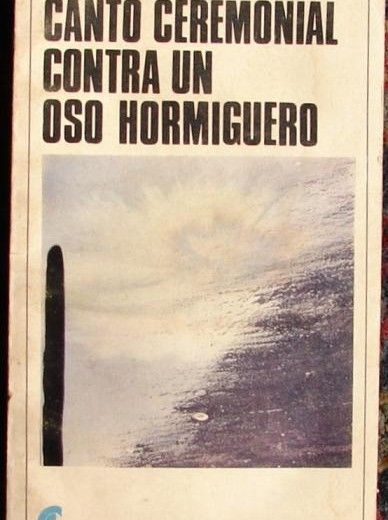 CANTO CEREMONIAL
CONTRA UN
OSO HORMIGUERO